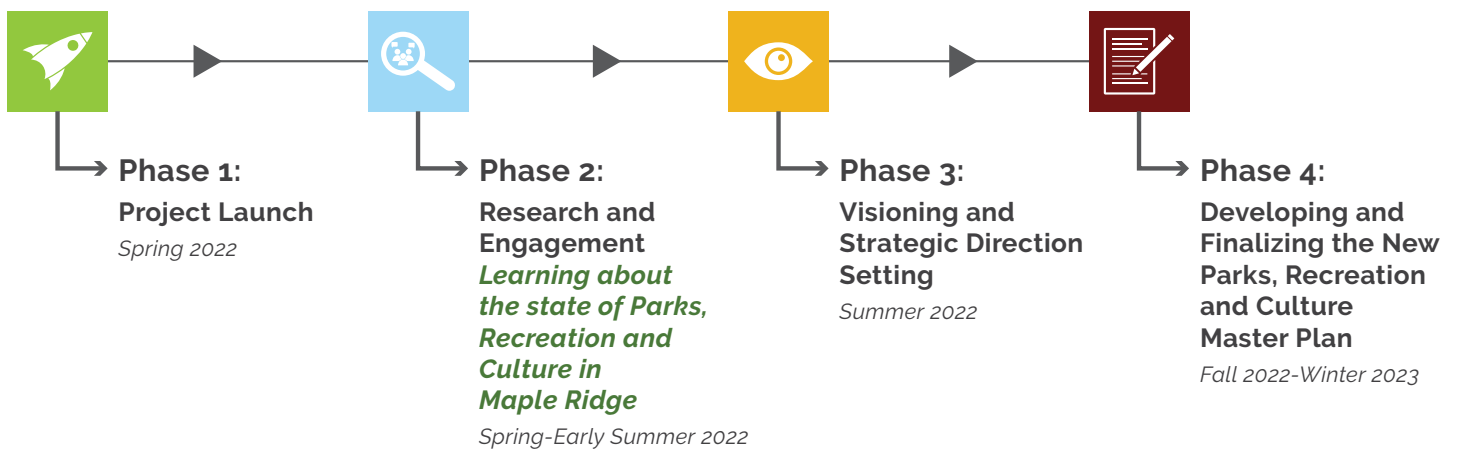 Phase 1:
Project Launch
Spring 2022
Phase 2:
Research and
Engagement
Learning about
the state of Parks,
Recreation and
Culture in
Maple Ridge
Spring-Early Summer 2022
Phase 3:
Visioning and
Strategic Direction
Setting
Summer 2022
Phase 4:
Developing and
Finalizing the New
Parks, Recreation
and Culture
Master Plan
Fall 2022-Winter 2023